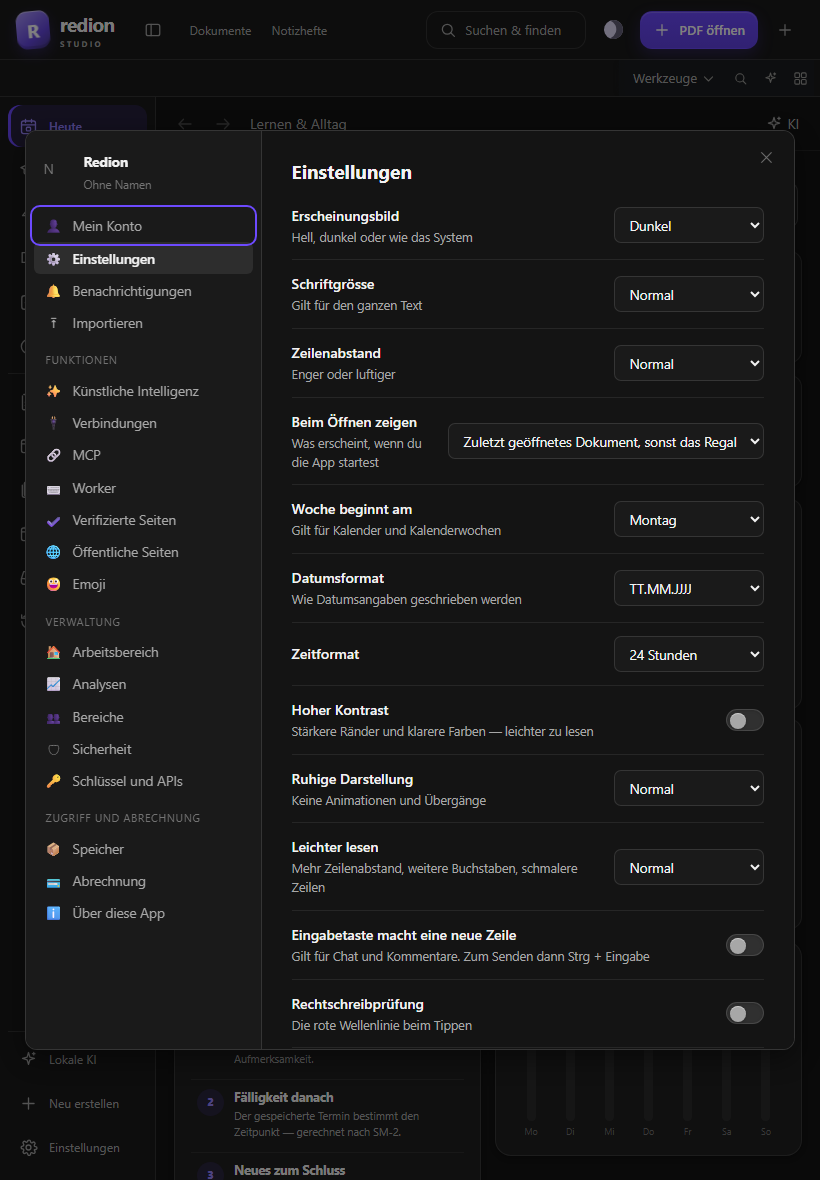 R
redion
STUDIO
Dokumente
Notizhefte
Suchen & finden
PDF öffnen
Werkzeuge
Heute
Lernen & Alltag
KI
N
Redion
Ohne Namen
Mein Konto
Einstellungen
Benachrichtigungen
Importieren
FUNKTIONEN
Künstliche Intelligenz
Verbindungen
MCP
Worker
Verifizierte Seiten
Öffentliche Seiten
Emoji
VERWALTUNG
Arbeitsbereich
Analysen
Bereiche
Sicherheit
Schlüssel und APIs
ZUGRIFF UND ABRECHNUNG
Speicher
Abrechnung
Über diese App
Einstellungen
Erscheinungsbild
Hell, dunkel oder wie das System
Dunkel
Schriftgrösse
Gilt für den ganzen Text
Normal
Zeilenabstand
Enger oder luftiger
Normal
Beim Öffnen zeigen
Was erscheint, wenn du
die App startest
Zuletzt geöffnetes Dokument, sonst das Regal
Woche beginnt am
Gilt für Kalender und Kalenderwochen
Montag
Datumsformat
Wie Datumsangaben geschrieben werden
TT.MM.JJJJ
Zeitformat
24 Stunden
Hoher Kontrast
Stärkere Ränder und klarere Farben — leichter zu lesen
Ruhige Darstellung
Keine Animationen und Übergänge
Normal
Leichter lesen
Mehr Zeilenabstand, weitere Buchstaben, schmalere
Zeilen
Normal
Eingabetaste macht eine neue Zeile
Gilt für Chat und Kommentare. Zum Senden dann Strg + Eingabe
Rechtschreibprüfung
Die rote Wellenlinie beim Tippen
Lokale KI
Neu erstellen
Einstellungen
Aufmerksamkeit.
2
Fälligkeit danach
Der gespeicherte Termin bestimmt den
Zeitpunkt — gerechnet nach SM-2.
3
Neues zum Schluss
Mo
Di
Mi
Do
Fr
Sa
So